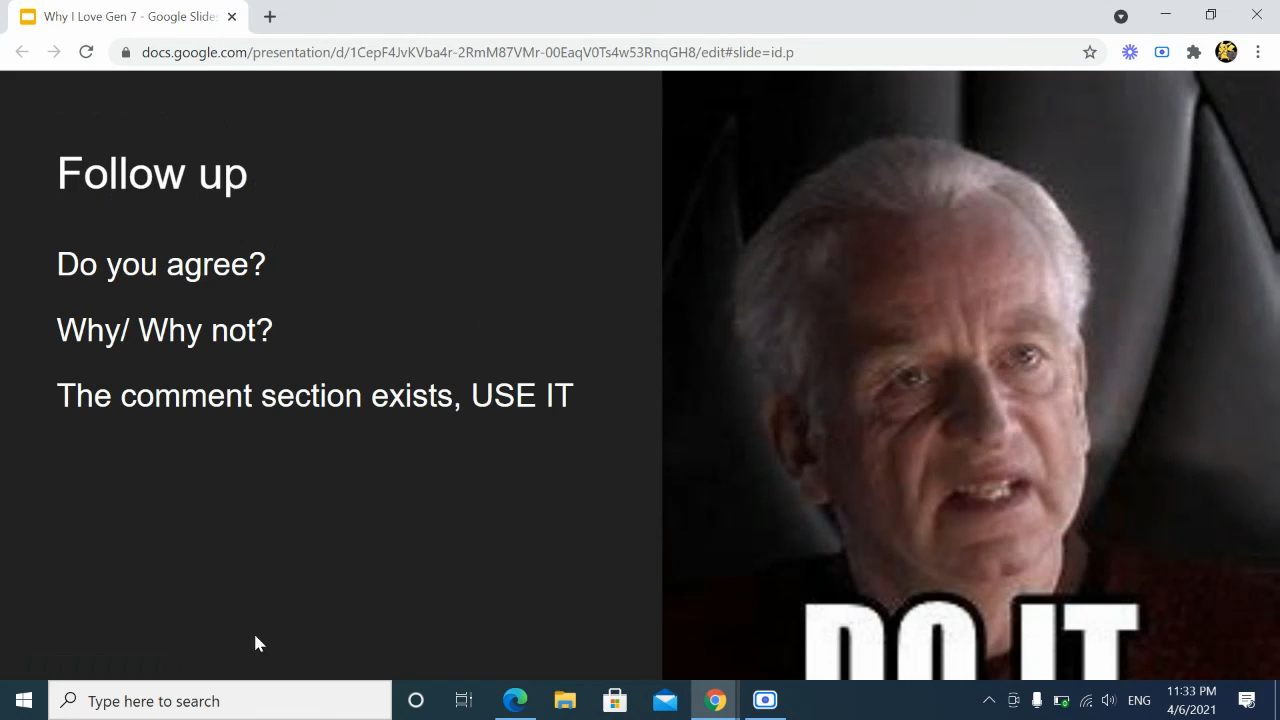 Why I Love Gen 7 - Google Slide
docs.google.com/presentation/d/1CepF4JvKVba4r-2RmM87VMr-00EaqV0Ts4w53RnqGH8/edit#slide=id.p
Follow up
Do you agree?
Why/ Why not?
The comment section exists, USE IT
DO IT
Type here to search
ENG
11:33 PM
4/6/2021